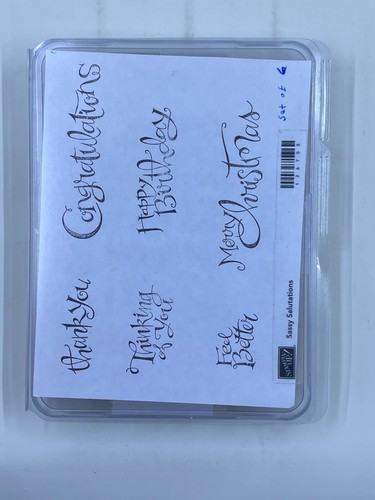 thank you
Congratulations
Thinking
of You
Happy
Birthday
Feel
Better
Merry
Christmas
Sassy Salutations
Set of 6